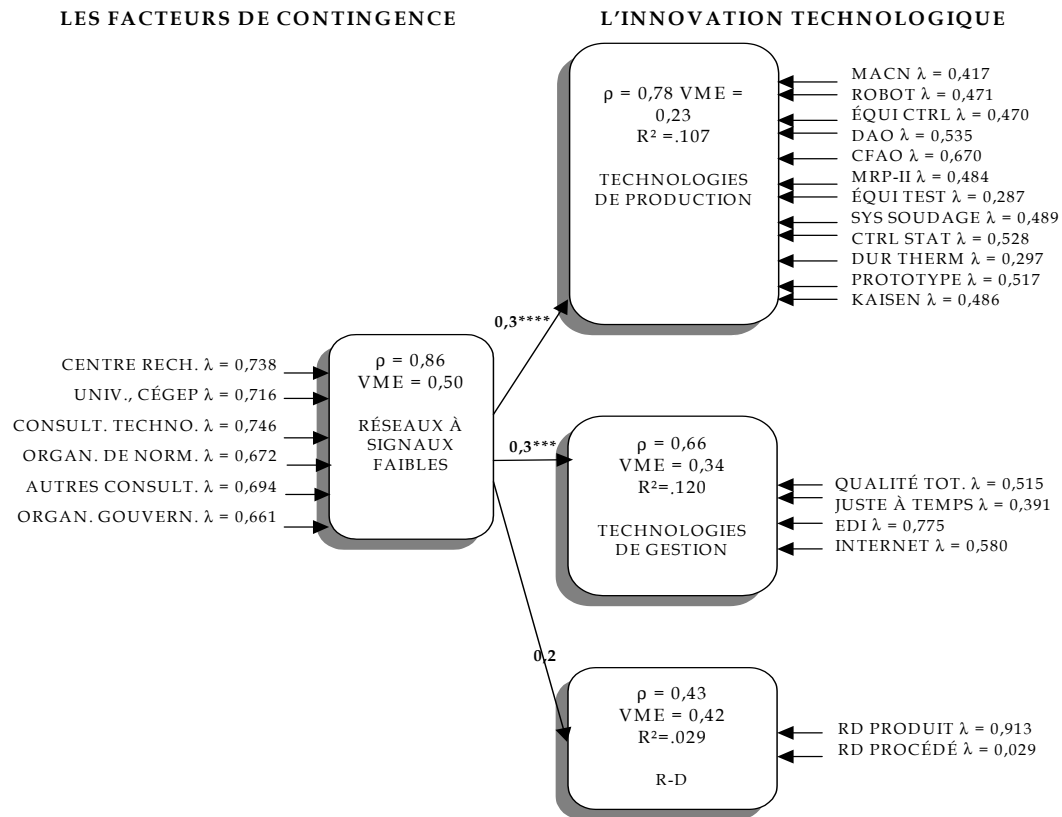 LES FACTEURS DE CONTINGENCE
L'INNOVATION TECHNOLOGIQUE
ρ = 0,78 VME =
0,23
R² =.107
TECHNOLOGIES
DE PRODUCTION
MACN λ = 0,417
ROBOT λ = 0,471
ÉQUI CTRL λ = 0,470
DAO λ = 0,535
CFAO λ = 0,670
MRP-II λ = 0,484
ÉQUI TEST λ = 0,287
SYS SOUDAGE λ = 0,489
CTRL STAT λ = 0,528
DUR THERM λ = 0,297
PROTOTYPE λ = 0,517
KAISEN λ = 0,486
0,3****
CENTRE RECH. λ = 0,738
UNIV., CÉGEP λ = 0,716
CONSULT. TECHNO. λ = 0,746
ORGAN. DE NORM. λ = 0,672
AUTRES CONSULT. λ = 0,694
ORGAN. GOUVERN. λ = 0,661
ρ = 0,86
VME = 0,50
RÉSEAUX À
SIGNAUX
FAIBLES
0,3***
ρ = 0,66
VME = 0,34
R²=.120
TECHNOLOGIES
DE GESTION
QUALITÉ TOT. λ = 0,515
JUSTE À TEMPS λ = 0,391
EDI λ = 0,775
INTERNET λ = 0,580
0,2
ρ = 0,43
VME = 0,42
R²=.029
R-D
RD PRODUIT λ = 0,913
RD PROCÉDÉ λ = 0,029